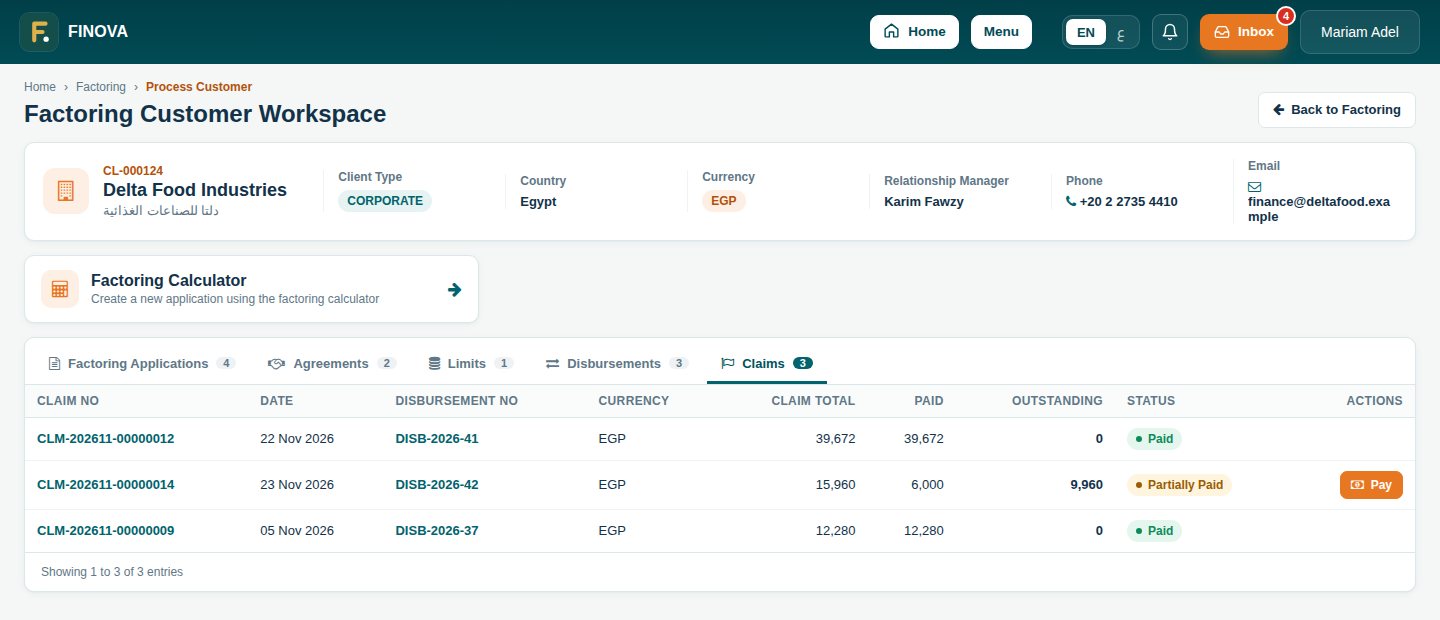 FINOVA
Home
Menu
EN
ع
Inbox
4
Mariam Adel
Home › Factoring › Process Customer
Factoring Customer Workspace
Back to Factoring
CL-000124
Delta Food Industries
دلتا للصناعات الغذائية
Client Type
CORPORATE
Country
Egypt
Currency
EGP
Relationship Manager
Karim Fawzy
Phone
+20 2 2735 4410
Email
finance@deltafood.exa
mple
Factoring Calculator
Create a new application using the factoring calculator
Factoring Applications 4 Agreements 2 Limits 1 Disbursements 3 Claims 3
CLAIM NO DATE DISBURSEMENT NO CURRENCY CLAIM TOTAL PAID OUTSTANDING STATUS ACTIONS
CLM-202611-00000012 22 Nov 2026 DISB-2026-41 EGP 39,672 39,672 0 Paid
CLM-202611-00000014 23 Nov 2026 DISB-2026-42 EGP 15,960 6,000 9,960 Partially Paid Pay
CLM-202611-00000009 05 Nov 2026 DISB-2026-37 EGP 12,280 12,280 0 Paid
Showing 1 to 3 of 3 entries